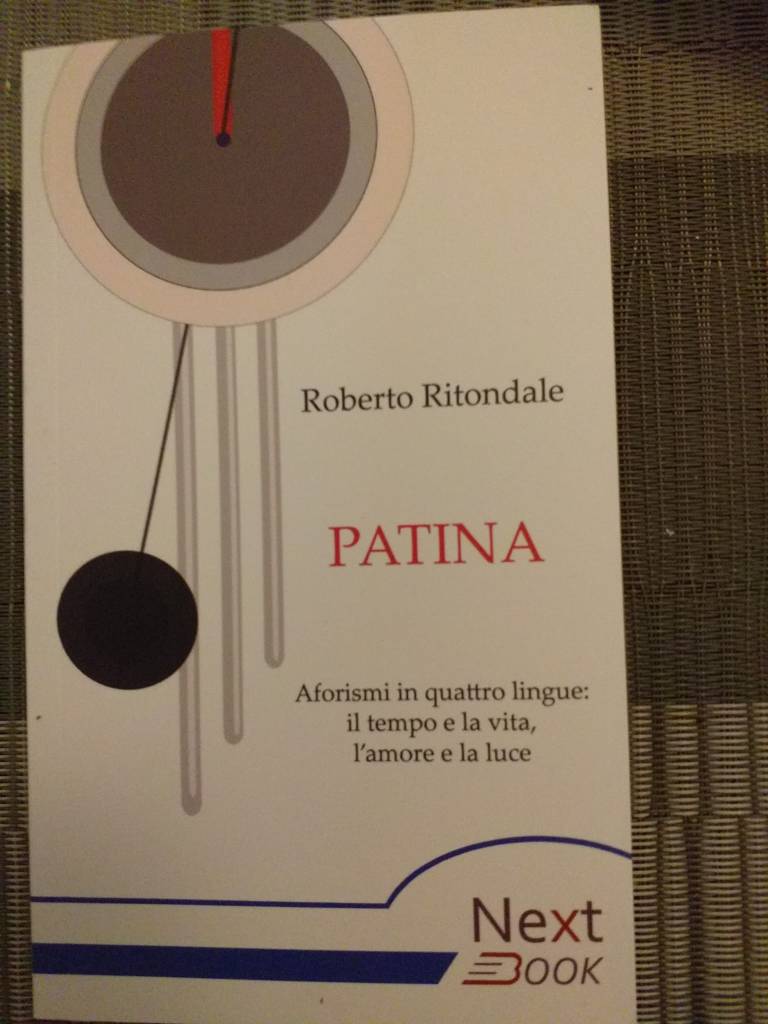 Roberto Ritondale
PATINA
Aforismi in quattro lingue:
il tempo e la vita,
l'amore e la luce
Next
BOOK